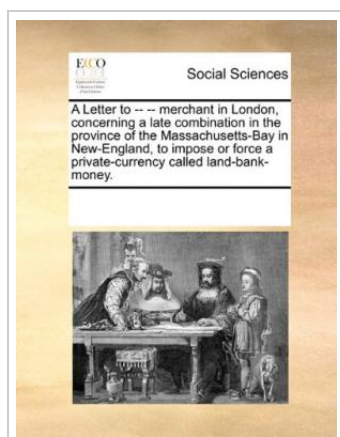 ECCO
Social Sciences
A Letter to -- -- merchant in London,
concerning a late combination in the
province of the Massachusetts-Bay in
New-England, to impose or force a
private-currency called land-bank-
money.